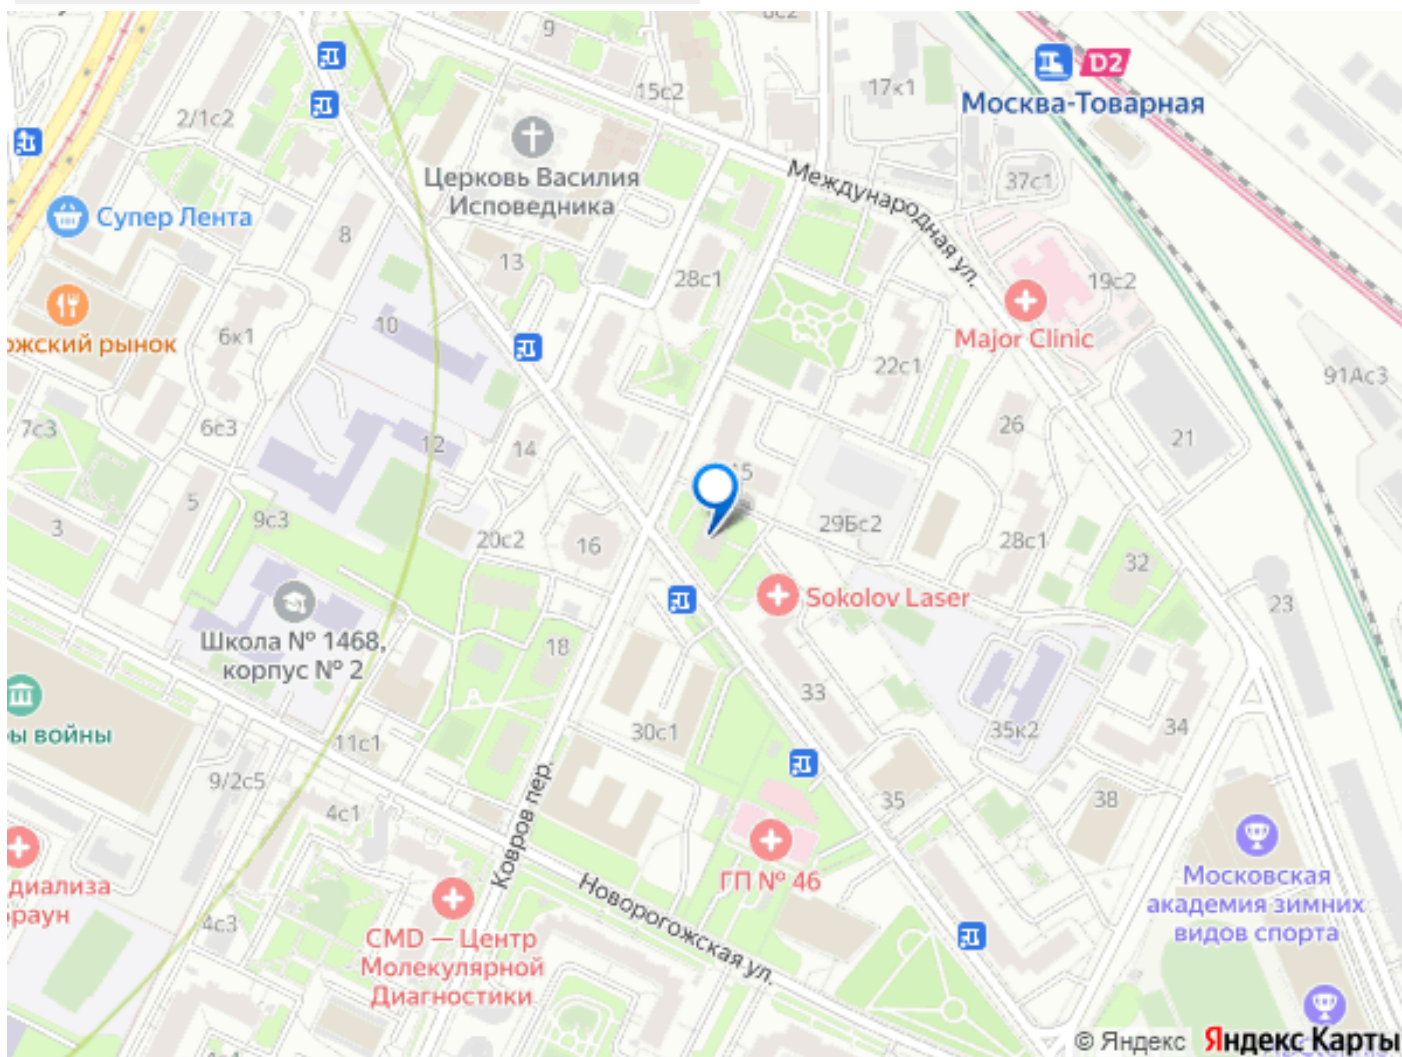 9
15с2
17к1
D2
Москва-Товарная
2/1с2
Церковь Василия
Исповедника
Международная ул.
37с1
Супер Лента
8
13
28с1
19с2
Major Clinic
10
6к1
ожский рынок
22с1
91Ас3
7с3
6с3
12
14
26
21
15
5
9с3
3
20с2
16
29Бс2
28с1
32
Sokolov Laser
23
Школа № 1468,
корпус № 2
18
33
30с1
35к2
34
ы войны
11с1
9/2с5
4с1
35
38
Ковров пер.
ГП № 46
Новорогожская ул.
Московская
академия зимних
видов спорта
диализа
раун
4с3
CMD — Центр
Молекулярной
Диагностики
© Яндекс Яндекс Карты